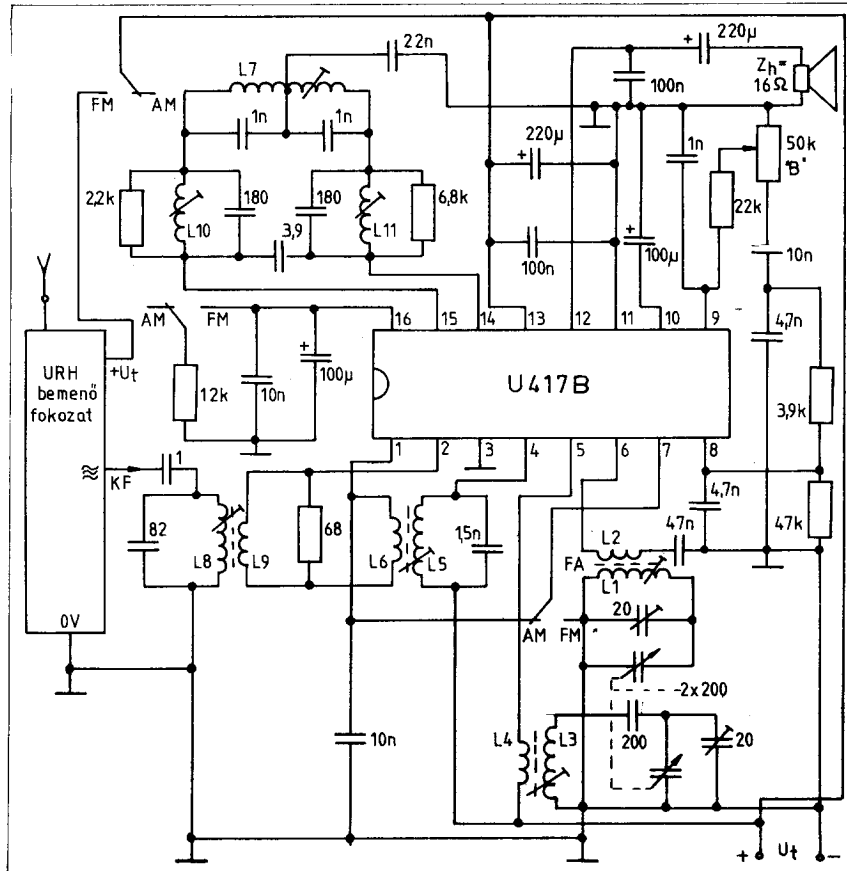 L7
22n
220µ
+
Zh=
16Ω
100n
FM
AM
1n
1n
220µ
+
1n
50k
"B"
2,2k
180
180
6,8k
L10
3,9
L11
22k
100n
100µ
+
10n
AM
FM
16
15
14
13
12
11
10
9
4,7n
+Ut
URH
bemenő
fokozat
12k
10n
+
100µ
U417B
3,9k
1
2
3
4
5
6
7
8
KF
1
4,7n
82
L8
L9
68
L6
L5
1,5n
L2
47n
47k
FA
L1
20
AM
FM
0V
2x200
10n
L4
L3
200
20
+
Ut
-